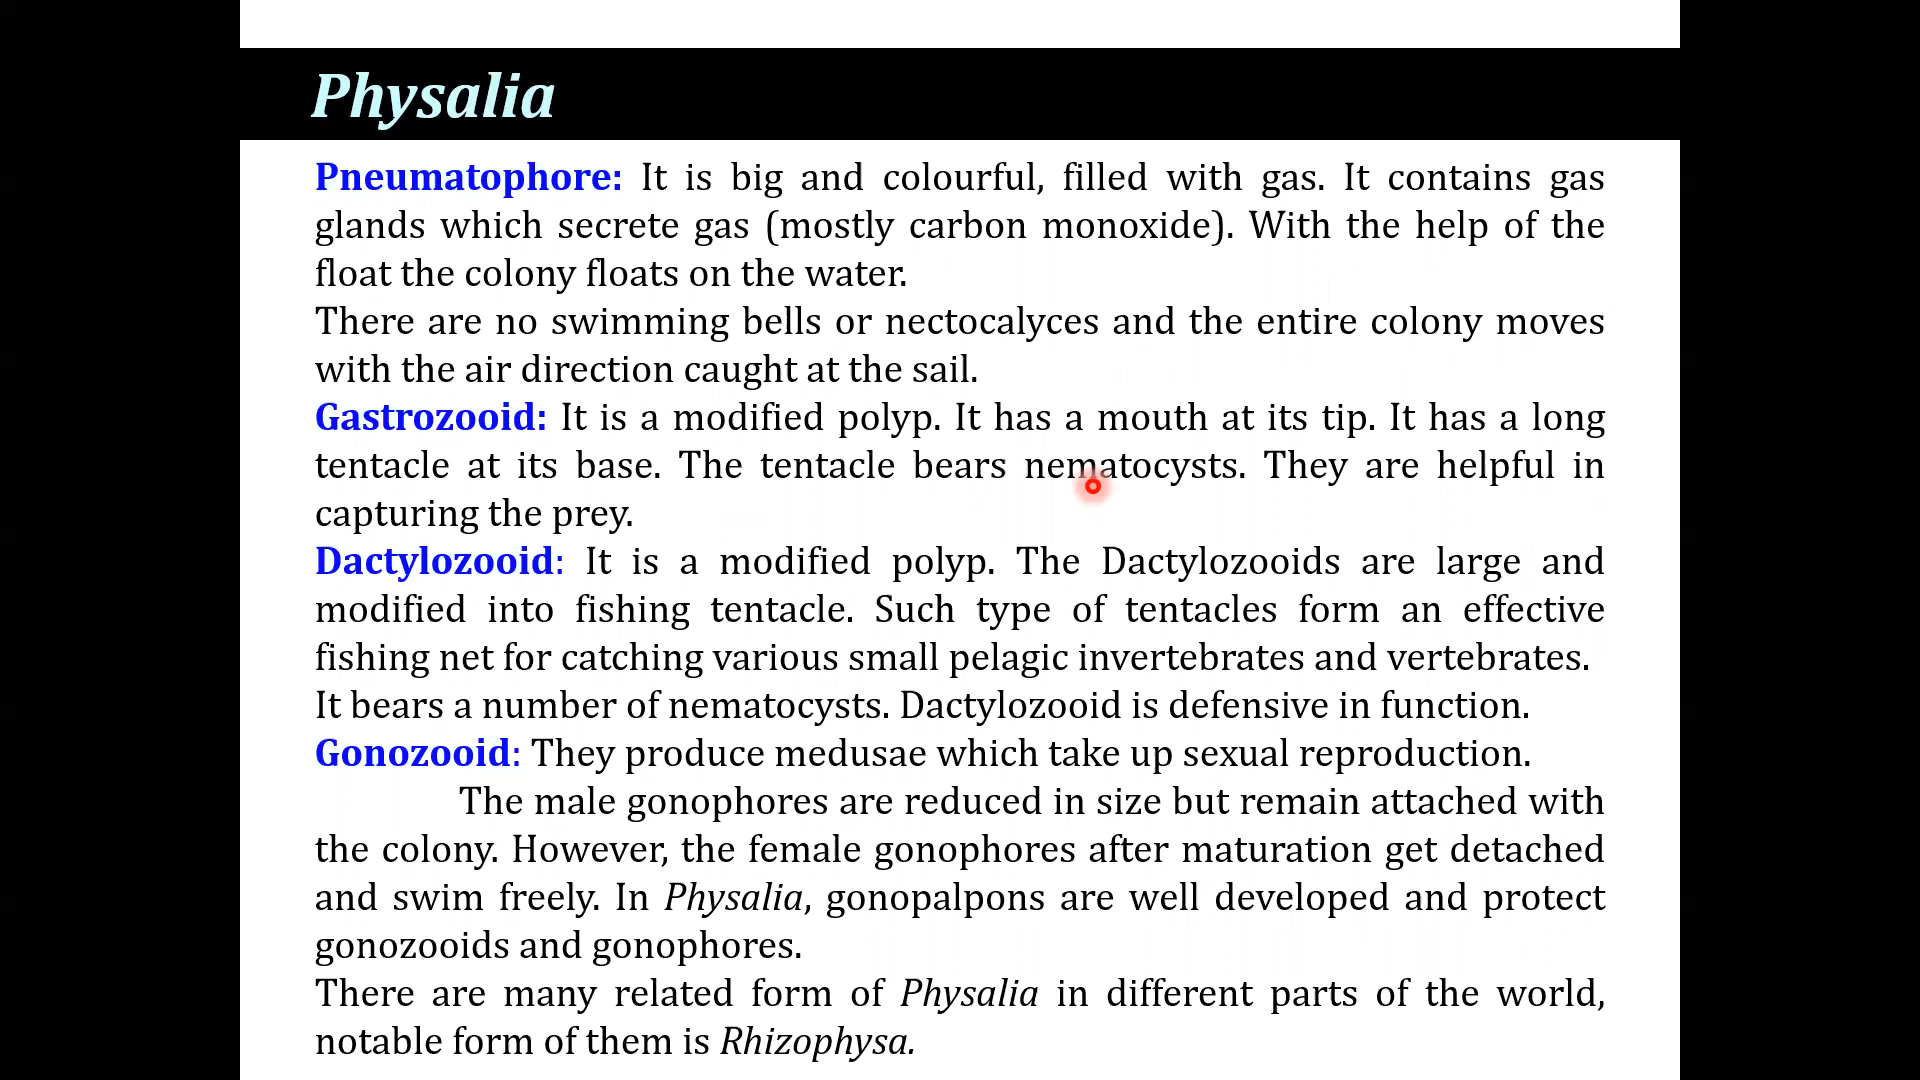 Physalia
Pneumatophore: It is big and colourful, filled with gas. It contains gas
glands which secrete gas (mostly carbon monoxide). With the help of the
float the colony floats on the water.
There are no swimming bells or nectocalyces and the entire colony moves
with the air direction caught at the sail.
Gastrozooid: It is a modified polyp. It has a mouth at its tip. It has a long
tentacle at its base. The tentacle bears nematocysts. They are helpful in
capturing the prey.
Dactylozooid: It is a modified polyp. The Dactylozooids are large and
modified into fishing tentacle. Such type of tentacles form an effective
fishing net for catching various small pelagic invertebrates and vertebrates.
It bears a number of nematocysts. Dactylozooid is defensive in function.
Gonozooid: They produce medusae which take up sexual reproduction.
The male gonophores are reduced in size but remain attached with
the colony. However, the female gonophores after maturation get detached
and swim freely. In Physalia, gonopalpons are well developed and protect
gonozooids and gonophores.
There are many related form of Physalia in different parts of the world,
notable form of them is Rhizophysa.